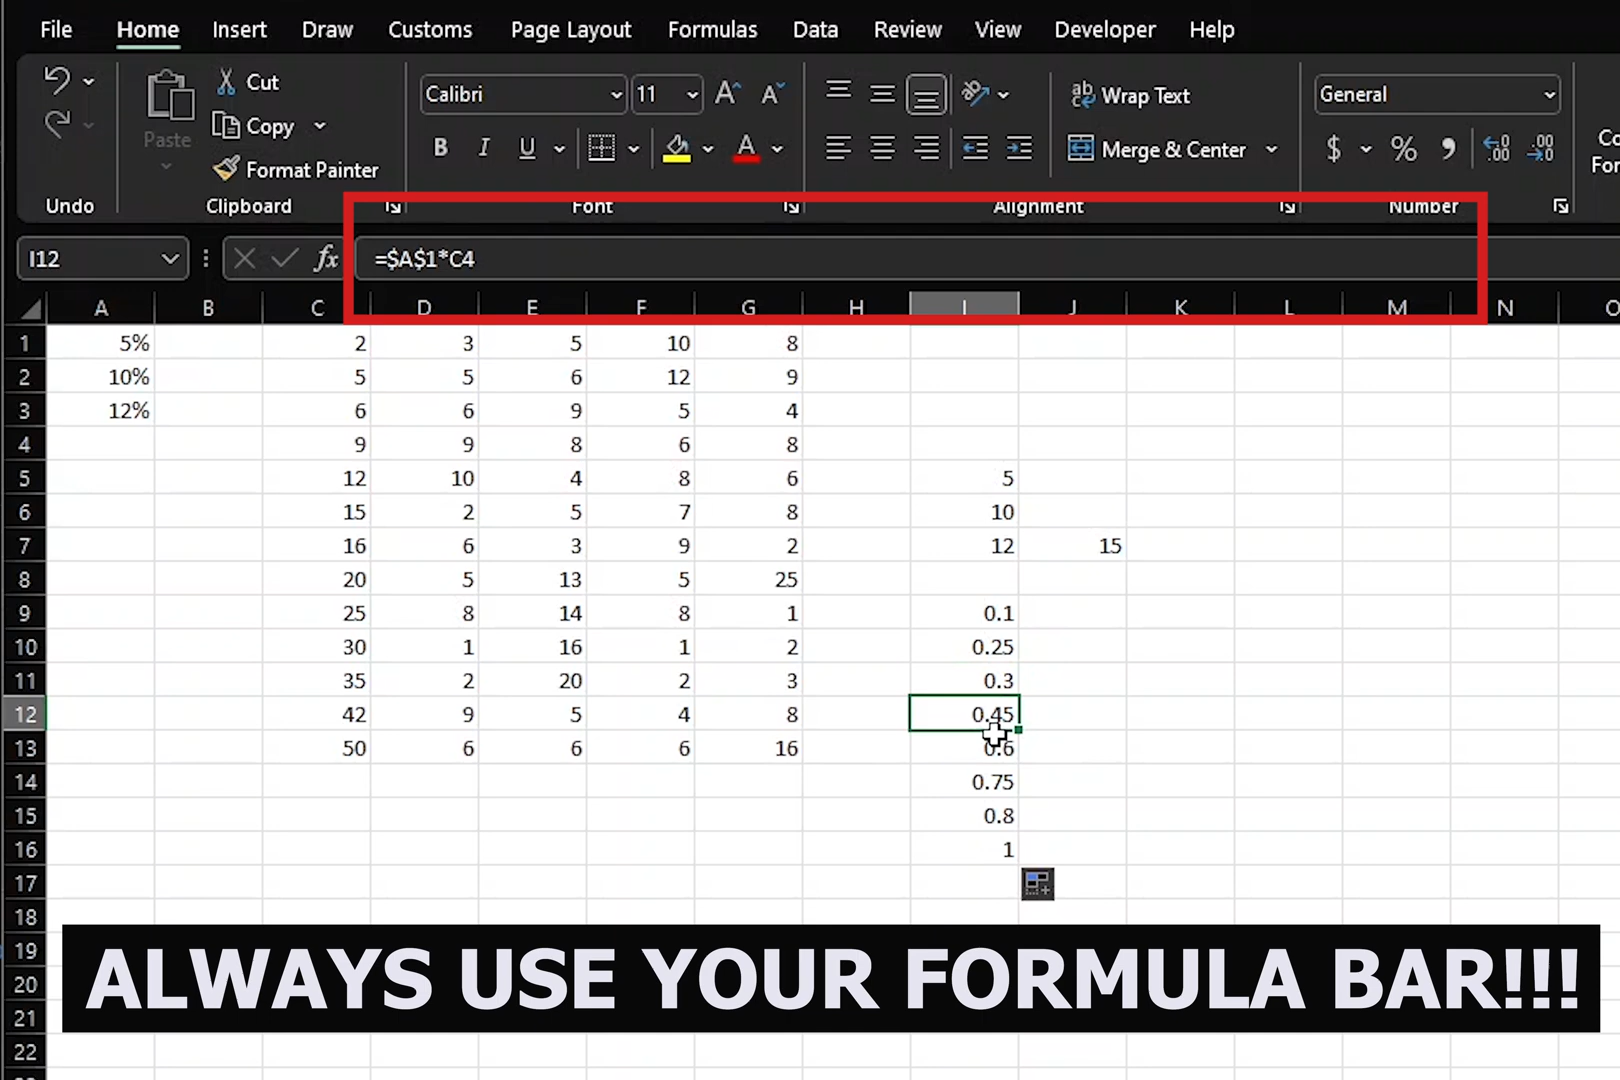 File Home Insert Draw Customs Page Layout Formulas Data Review View Developer Help
Cut Calibri 11 A A ab Wrap Text General
Paste Copy B I U A Merge & Center $ % , .00 .00
Format Painter
Undo Clipboard Font Alignment Number
I12 fx =$A$1*C4
A B C D E F G H I J K L M N O
1 5% 2 3 5 10 8
2 10% 5 5 6 12 9
3 12% 6 6 9 5 4
4 9 9 8 6 8
5 12 10 4 8 6 5
6 15 2 5 7 8 10
7 16 6 3 9 2 12 15
8 20 5 13 5 25
9 25 8 14 8 1 0.1
10 30 1 16 1 2 0.25
11 35 2 20 2 3 0.3
12 42 9 5 4 8 0.45
13 50 6 6 6 16 0.6
14 0.75
15 0.8
16 1
17
18
19
20
21
22
ALWAYS USE YOUR FORMULA BAR!!!